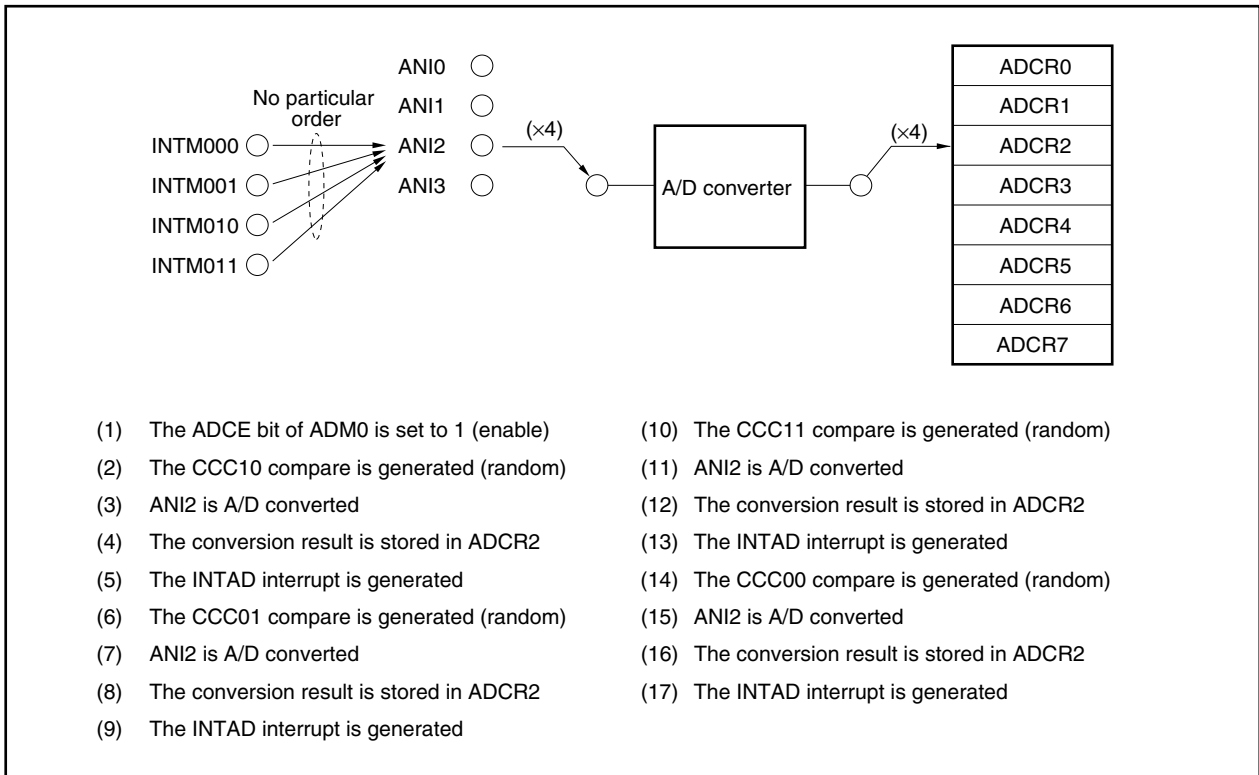 ANI0
ANI1
ANI2
ANI3
No particular
order
INTM000
INTM001
INTM010
INTM011
(×4)
A/D converter
(×4)
ADCR0
ADCR1
ADCR2
ADCR3
ADCR4
ADCR5
ADCR6
ADCR7
(1) The ADCE bit of ADM0 is set to 1 (enable)
(2) The CCC10 compare is generated (random)
(3) ANI2 is A/D converted
(4) The conversion result is stored in ADCR2
(5) The INTAD interrupt is generated
(6) The CCC01 compare is generated (random)
(7) ANI2 is A/D converted
(8) The conversion result is stored in ADCR2
(9) The INTAD interrupt is generated
(10) The CCC11 compare is generated (random)
(11) ANI2 is A/D converted
(12) The conversion result is stored in ADCR2
(13) The INTAD interrupt is generated
(14) The CCC00 compare is generated (random)
(15) ANI2 is A/D converted
(16) The conversion result is stored in ADCR2
(17) The INTAD interrupt is generated